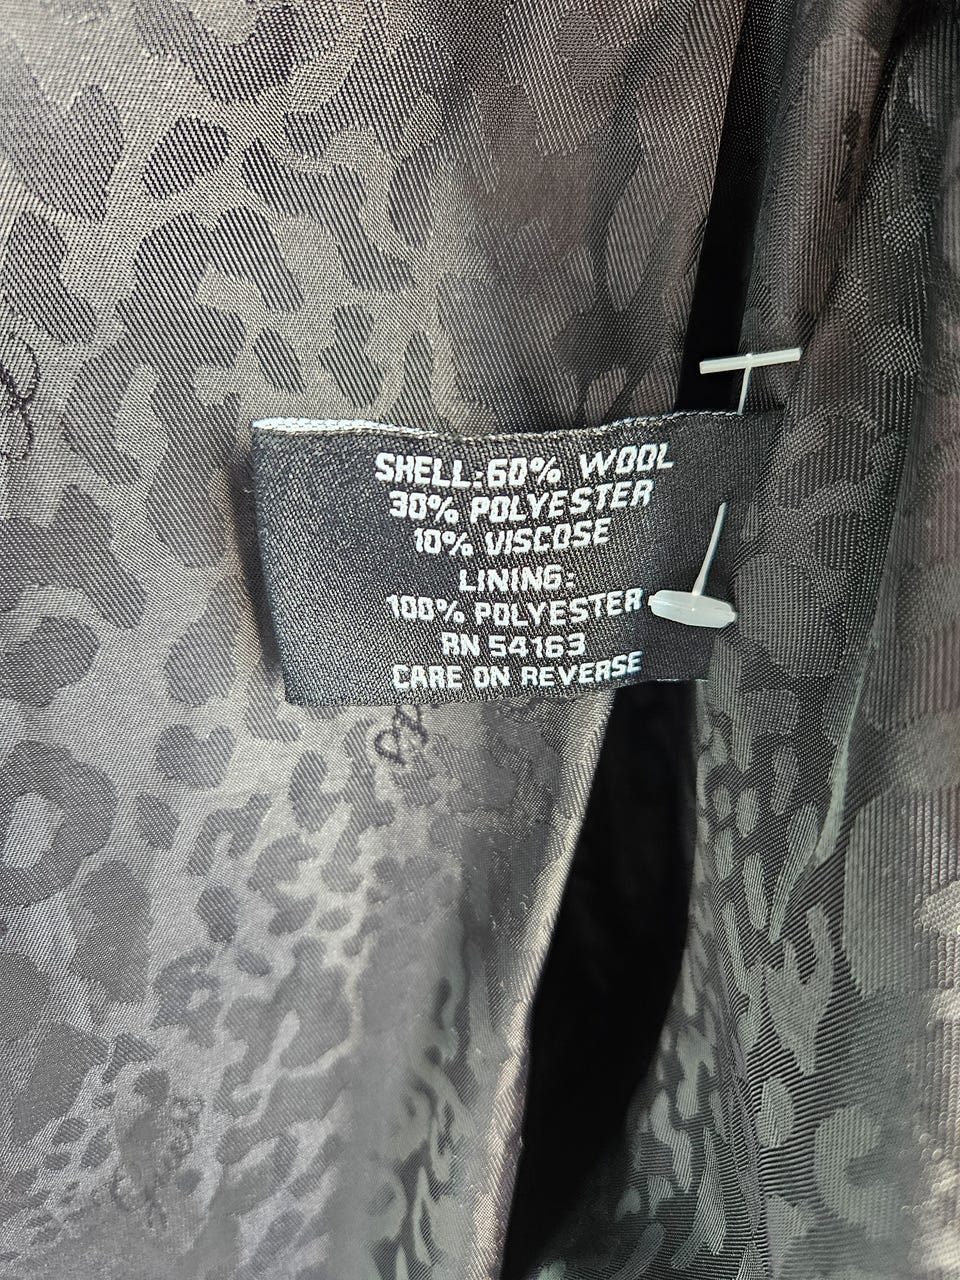 SHELL:60% WOOL
30% POLYESTER
10% VISCOSE
LINING:
100% POLYESTER
RN 54163
CARE ON REVERSE